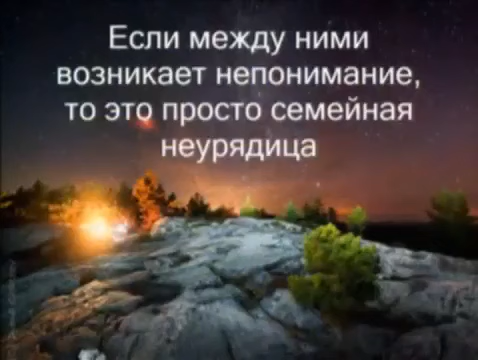 Если между ними
возникает непонимание,
то это просто семейная
неурядица